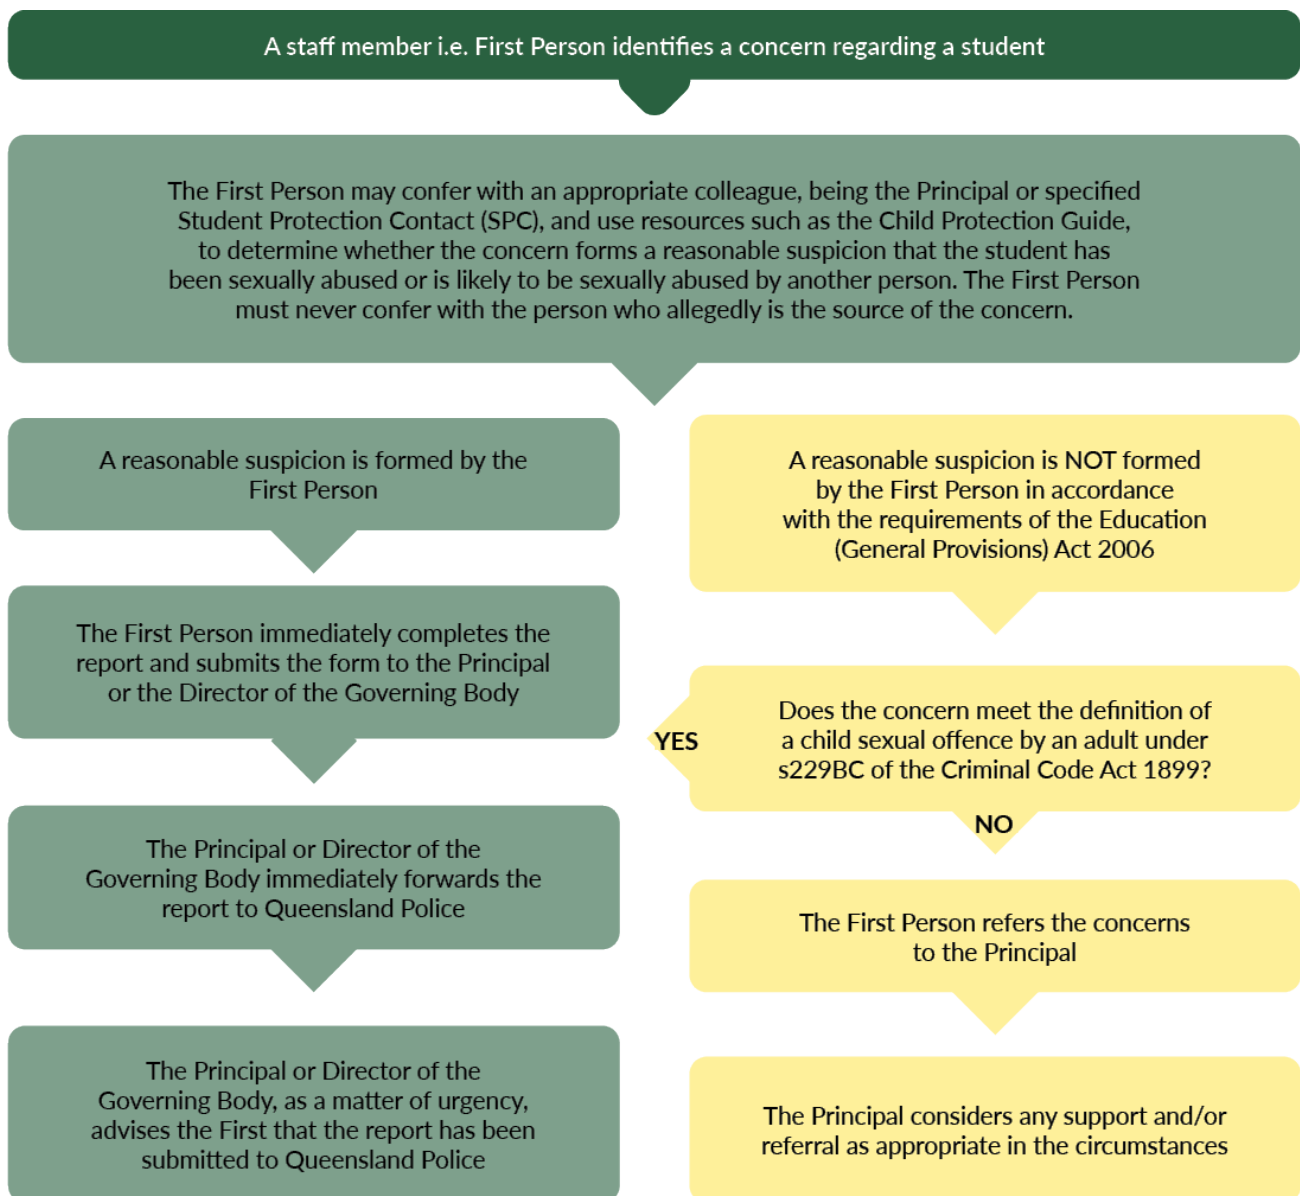 A staff member i.e. First Person identifies a concern regarding a student
The First Person may confer with an appropriate colleague, being the Principal or specified
Student Protection Contact (SPC), and use resources such as the Child Protection Guide,
to determine whether the concern forms a reasonable suspicion that the student has
been sexually abused or is likely to be sexually abused by another person. The First Person
must never confer with the person who allegedly is the source of the concern.
A reasonable suspicion is formed by the
First Person
The First Person immediately completes the
report and submits the form to the Principal
or the Director of the Governing Body
The Principal or Director of the
Governing Body immediately forwards the
report to Queensland Police
The Principal or Director of the
Governing Body, as a matter of urgency,
advises the First that the report has been
submitted to Queensland Police
A reasonable suspicion is NOT formed
by the First Person in accordance
with the requirements of the Education
(General Provisions) Act 2006
Does the concern meet the definition of
a child sexual offence by an adult under
s229BC of the Criminal Code Act 1899?
YES
NO
The First Person refers the concerns
to the Principal
The Principal considers any support and/or
referral as appropriate in the circumstances